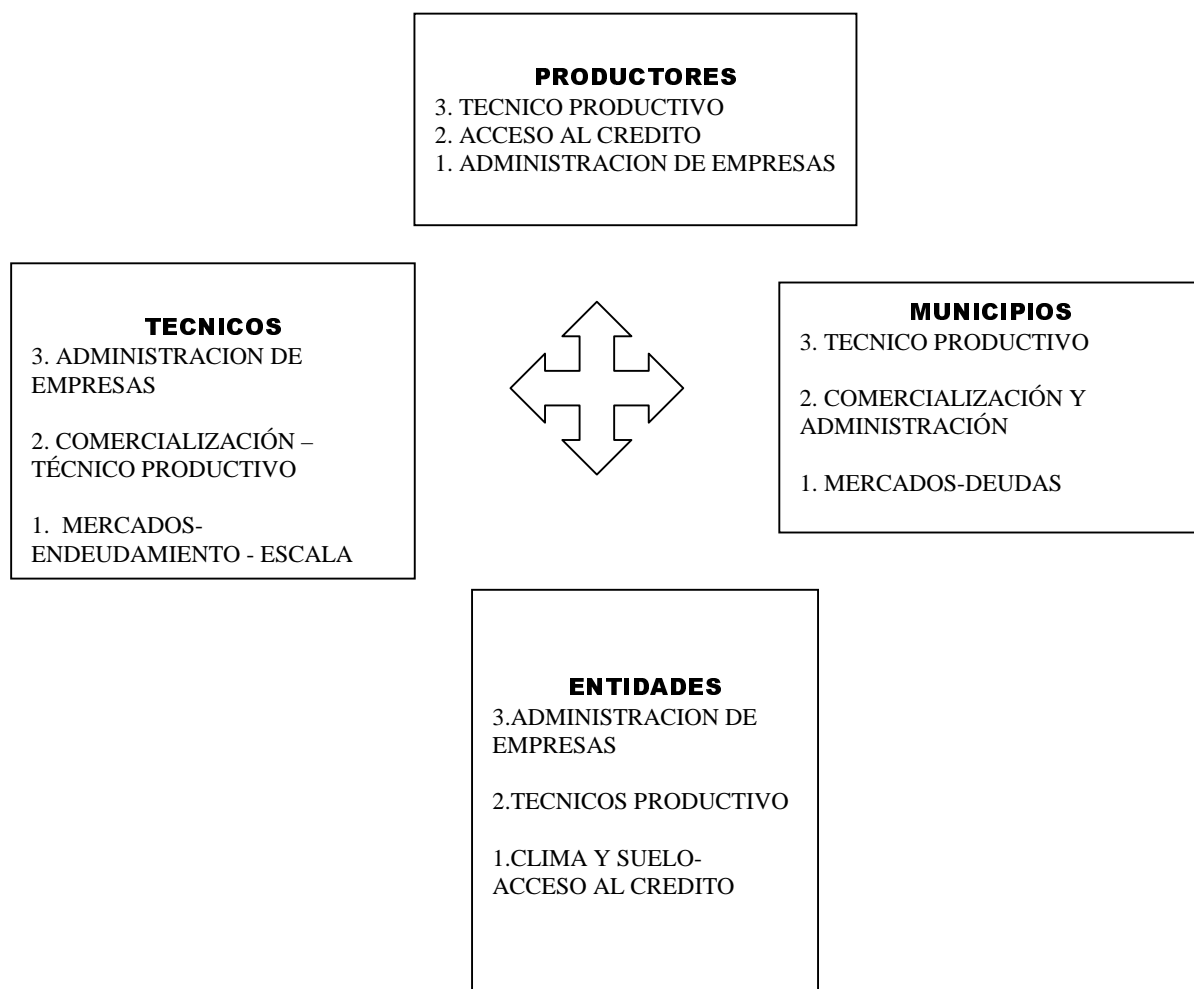 PRODUCTORES
3. TECNICO PRODUCTIVO
2. ACCESO AL CREDITO
1. ADMINISTRACION DE EMPRESAS
TECNICOS
3. ADMINISTRACION DE
EMPRESAS
2. COMERCIALIZACIÓN –
TÉCNICO PRODUCTIVO
1. MERCADOS-
ENDEUDAMIENTO - ESCALA
MUNICIPIOS
3. TECNICO PRODUCTIVO
2. COMERCIALIZACIÓN Y
ADMINISTRACIÓN
1. MERCADOS-DEUDAS
ENTIDADES
3.ADMINISTRACION DE
EMPRESAS
2.TECNICOS PRODUCTIVO
1.CLIMA Y SUELO-
ACCESO AL CREDITO